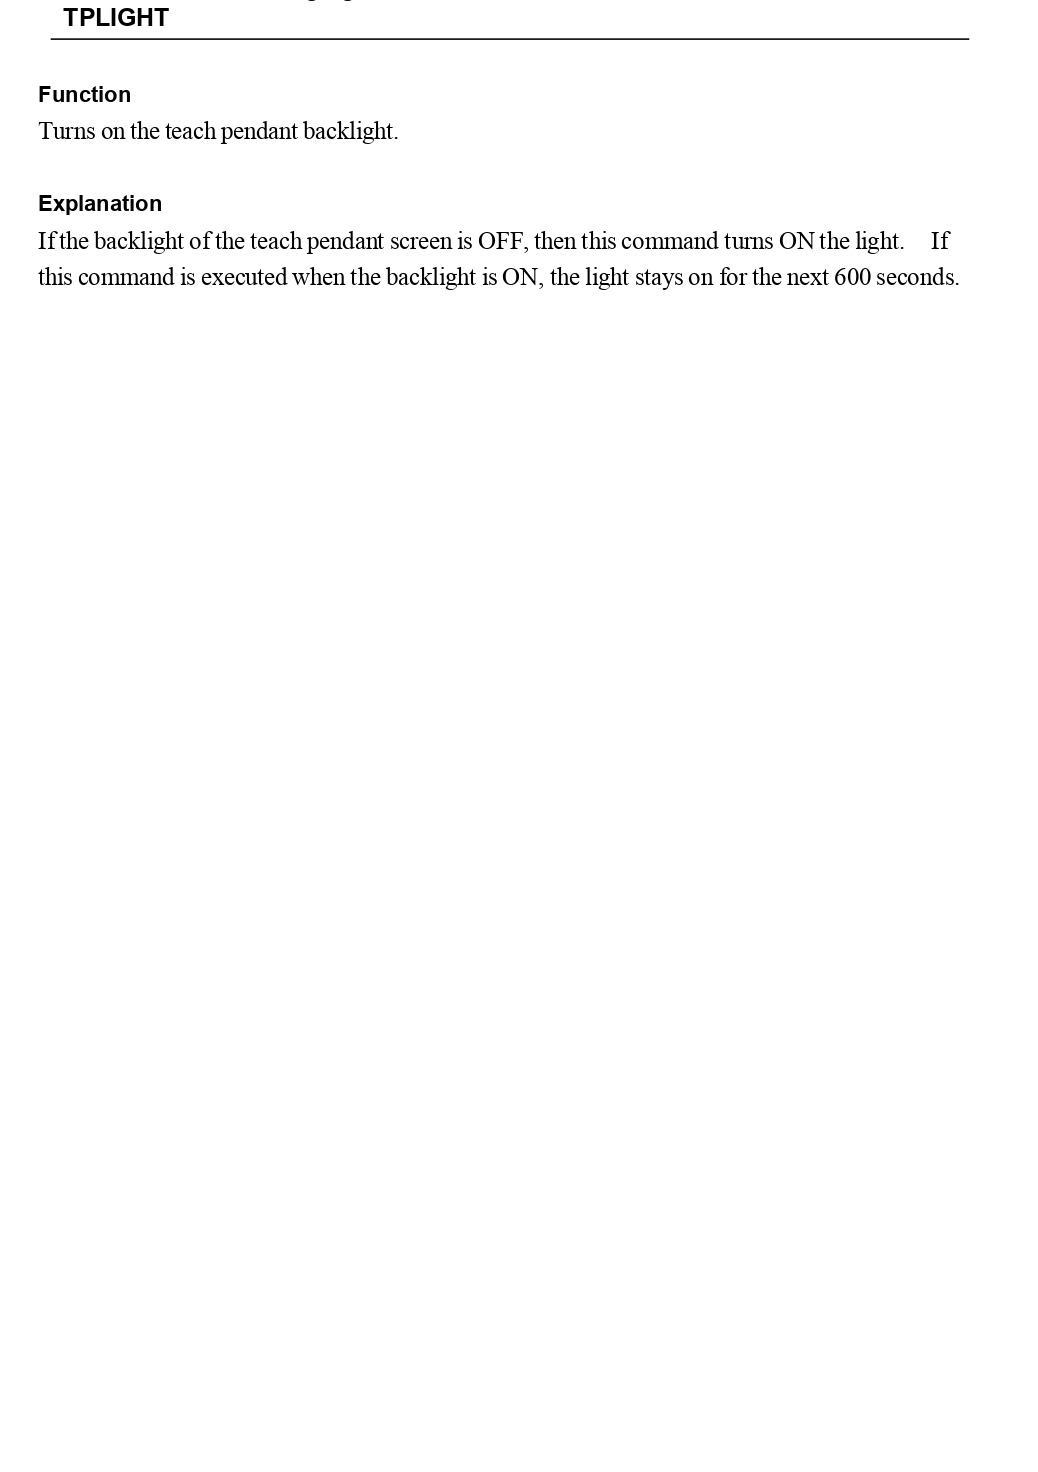 TPLIGHT
Function
Turns on the teach pendant backlight.
Explanation
If the backlight of the teach pendant screen is OFF, then this command turns ON the light. If
this command is executed when the backlight is ON, the light stays on for the next 600 seconds.